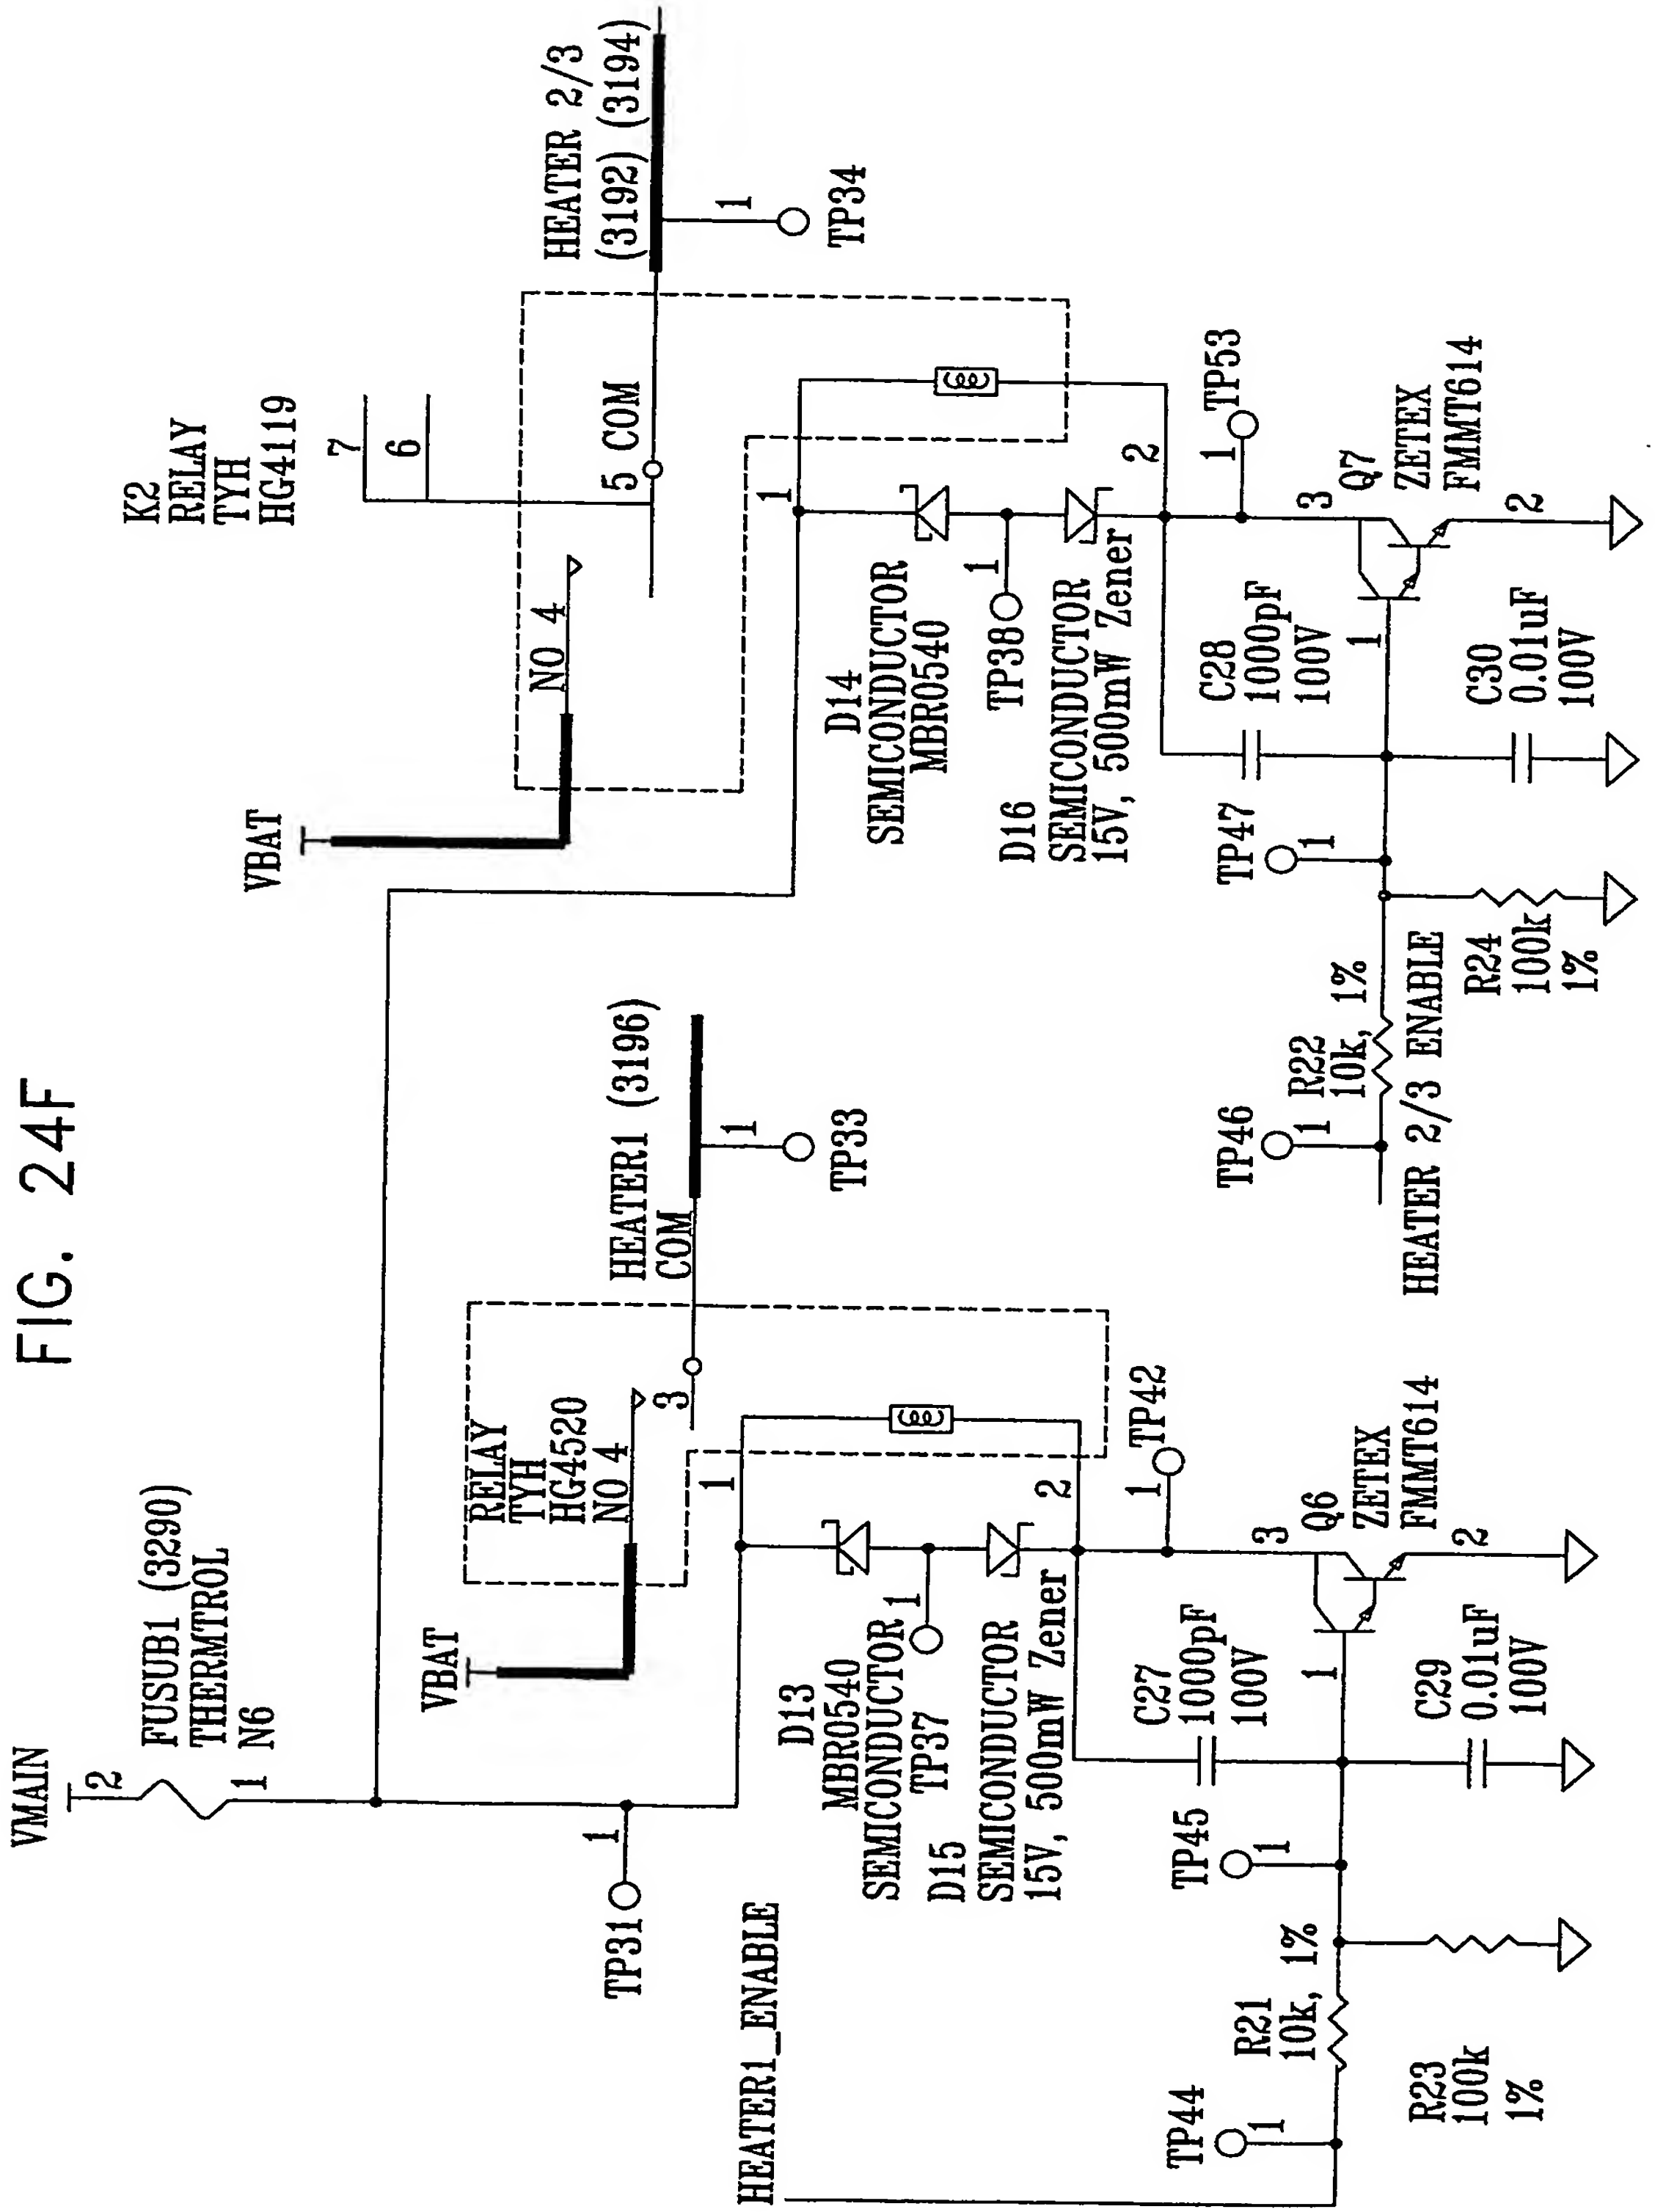 FIG. 24F
VMAIN
2
FUSUB1 (3290)
THERMTROL
N6
1
TP31
1
VBAT
RELAY
TYH
HG4520
NO 4
3
HEATER1 (3196)
COM
1
TP33
1
D13
MBR0540
SEMICONDUCTOR
TP37
1
D15
SEMICONDUCTOR
15V, 500mW Zener
2
1
TP42
HEATER1_ENABLE
TP44
1
R21
10k, 1%
R23
100k
1%
TP45
1
C27
1000pF
100V
1
C29
0.01uF
100V
3
Q6
ZETEX
FMMT614
2
K2
RELAY
TYH
HG4119
7
6
VBAT
NO 4
5 COM
HEATER 2/3
(3192) (3194)
1
TP34
1
D14
SEMICONDUCTOR
MBR0540
TP38
1
D16
SEMICONDUCTOR
15V, 500mW Zener
2
1
TP53
TP46
1
R22
10k, 1%
HEATER 2/3 ENABLE
R24
100k
1%
TP47
1
C28
1000pF
100V
1
C30
0.01uF
100V
3
Q7
ZETEX
FMMT614
2